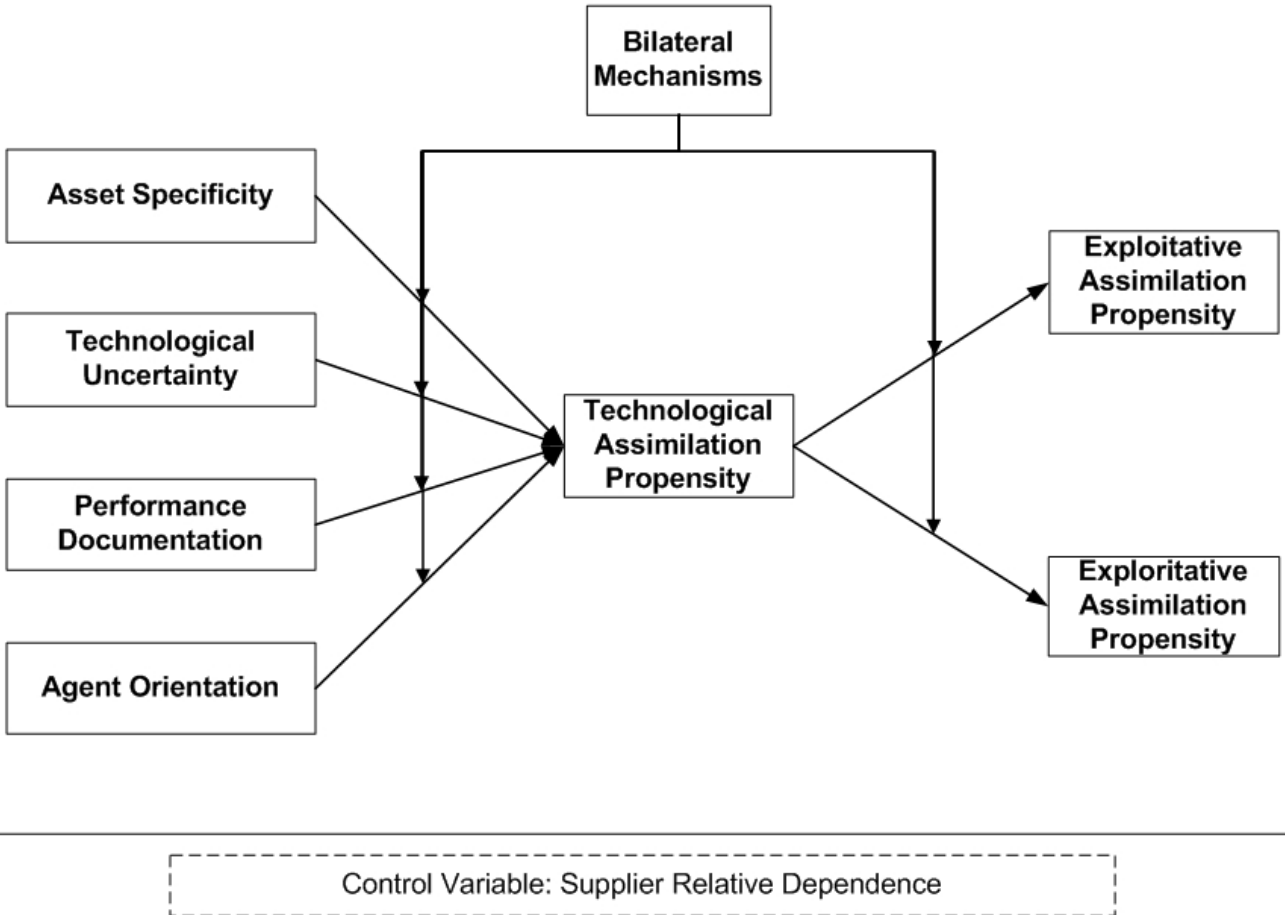 Bilateral
Mechanisms
Asset Specificity
Technological
Uncertainty
Performance
Documentation
Agent Orientation
Technological
Assimilation
Propensity
Exploitative
Assimilation
Propensity
Exploritative
Assimilation
Propensity
Control Variable: Supplier Relative Dependence